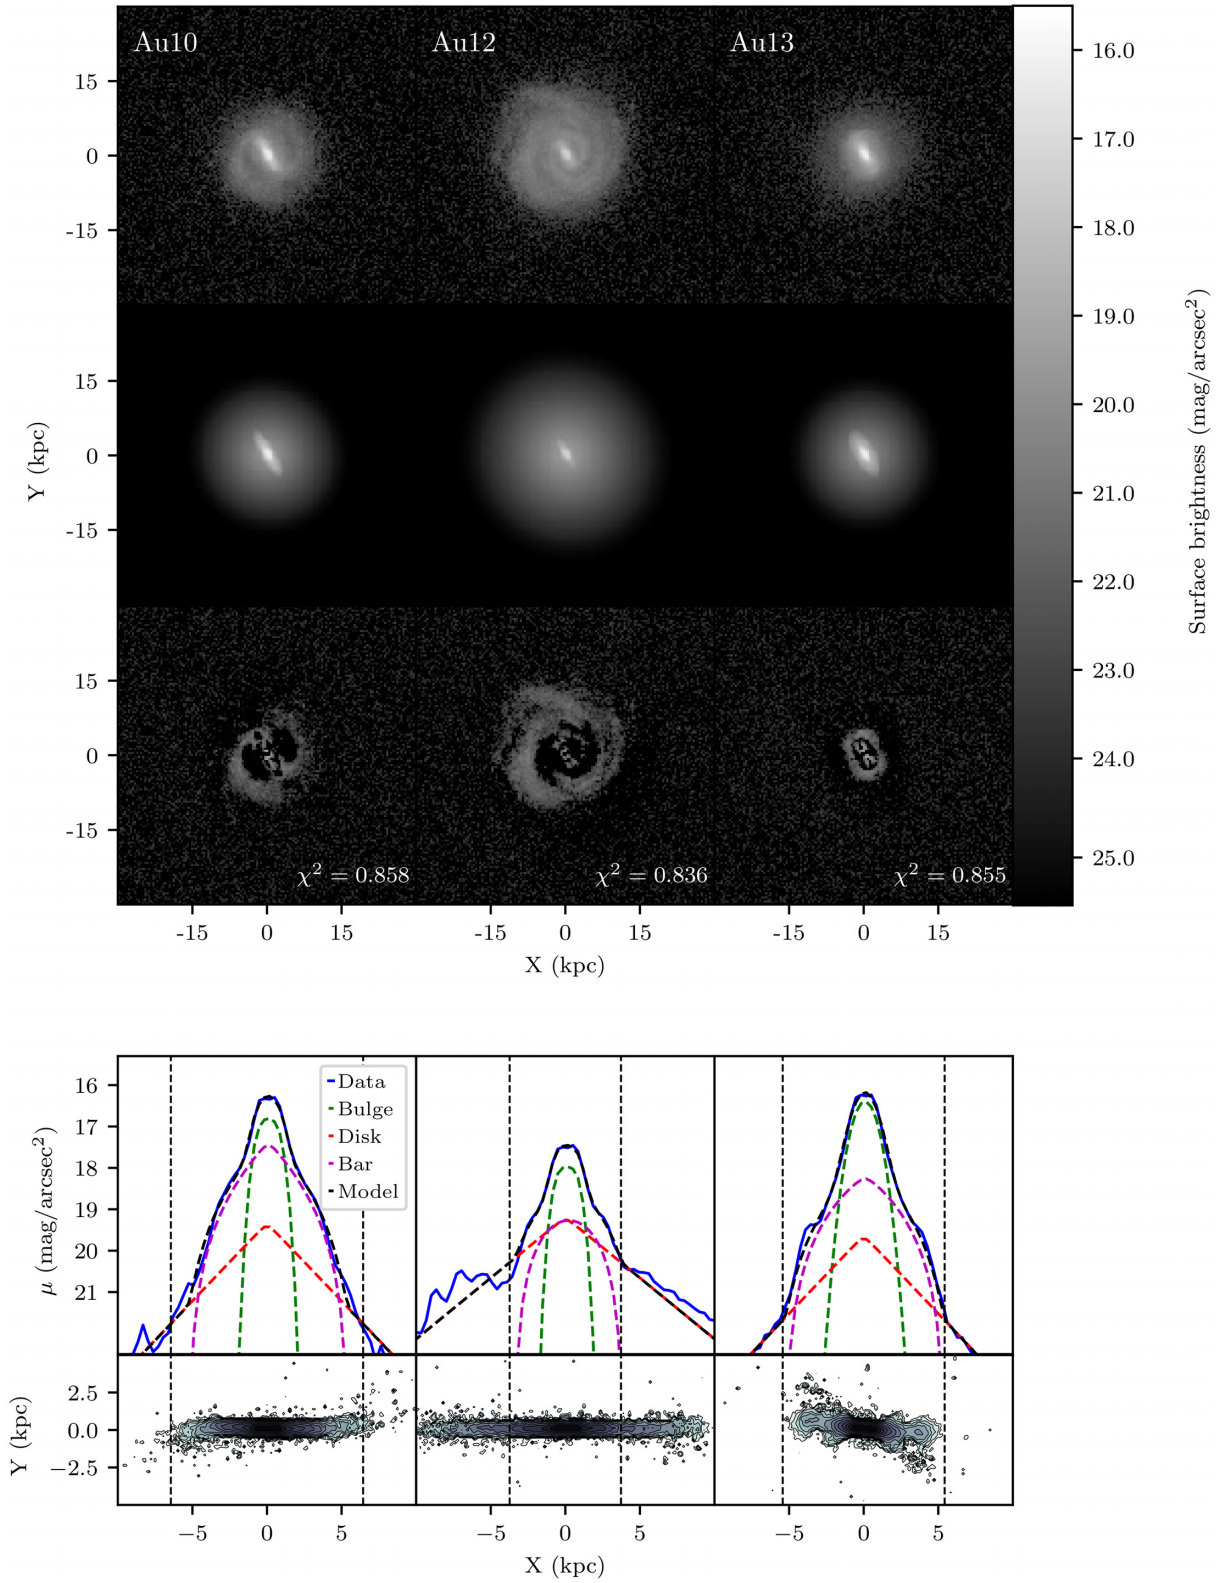 Au10 Au12 Au13
15
0
-15
15
0
-15
15
0
-15
Y (kpc)
χ² = 0.858 χ² = 0.836 χ² = 0.855
-15 0 15 -15 0 15 -15 0 15
X (kpc)
16.0
17.0
18.0
19.0
20.0
21.0
22.0
23.0
24.0
25.0
Surface brightness (mag/arcsec²)
16
17
18
19
20
21
μ (mag/arcsec²)
Data
Bulge
Disk
Bar
Model
2.5
0.0
−2.5
Y (kpc)
−5 0 5 −5 0 5 −5 0 5
X (kpc)